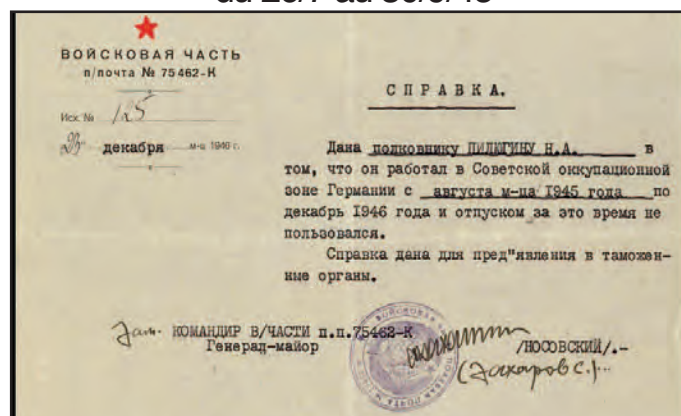 ВОЙСКОВАЯ ЧАСТЬ
п/почта № 75462-К
Исх. № 125
декабря м-ца 1946 г.
СПРАВКА.
Дана полковнику ПИЛЮГИНУ Н.А. в
том, что он работал в Советской оккупационной
зоне Германии с августа м-ца 1945 года по
декабрь 1946 года и отпуском за это время не
пользовался.
Справка дана для пред"явления в таможен-
ные органы.
Зам. КОМАНДИР В/ЧАСТИ п.п.75462-К
Генерал-майор /НОСОВСКИЙ/.-
(Захаров С.)